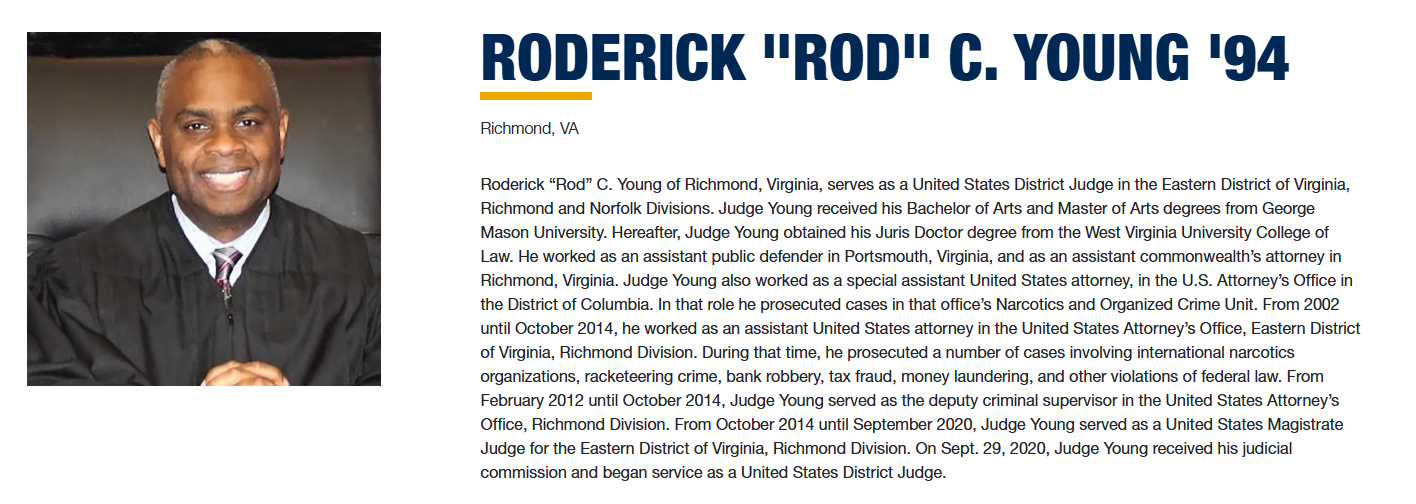 RODERICK "ROD" C. YOUNG '94
Richmond, VA
Roderick “Rod” C. Young of Richmond, Virginia, serves as a United States District Judge in the Eastern District of Virginia,
Richmond and Norfolk Divisions. Judge Young received his Bachelor of Arts and Master of Arts degrees from George
Mason University. Hereafter, Judge Young obtained his Juris Doctor degree from the West Virginia University College of
Law. He worked as an assistant public defender in Portsmouth, Virginia, and as an assistant commonwealth’s attorney in
Richmond, Virginia. Judge Young also worked as a special assistant United States attorney, in the U.S. Attorney’s Office in
the District of Columbia. In that role he prosecuted cases in that office’s Narcotics and Organized Crime Unit. From 2002
until October 2014, he worked as an assistant United States attorney in the United States Attorney’s Office, Eastern District
of Virginia, Richmond Division. During that time, he prosecuted a number of cases involving international narcotics
organizations, racketeering crime, bank robbery, tax fraud, money laundering, and other violations of federal law. From
February 2012 until October 2014, Judge Young served as the deputy criminal supervisor in the United States Attorney’s
Office, Richmond Division. From October 2014 until September 2020, Judge Young served as a United States Magistrate
Judge for the Eastern District of Virginia, Richmond Division. On Sept. 29, 2020, Judge Young received his judicial
commission and began service as a United States District Judge.